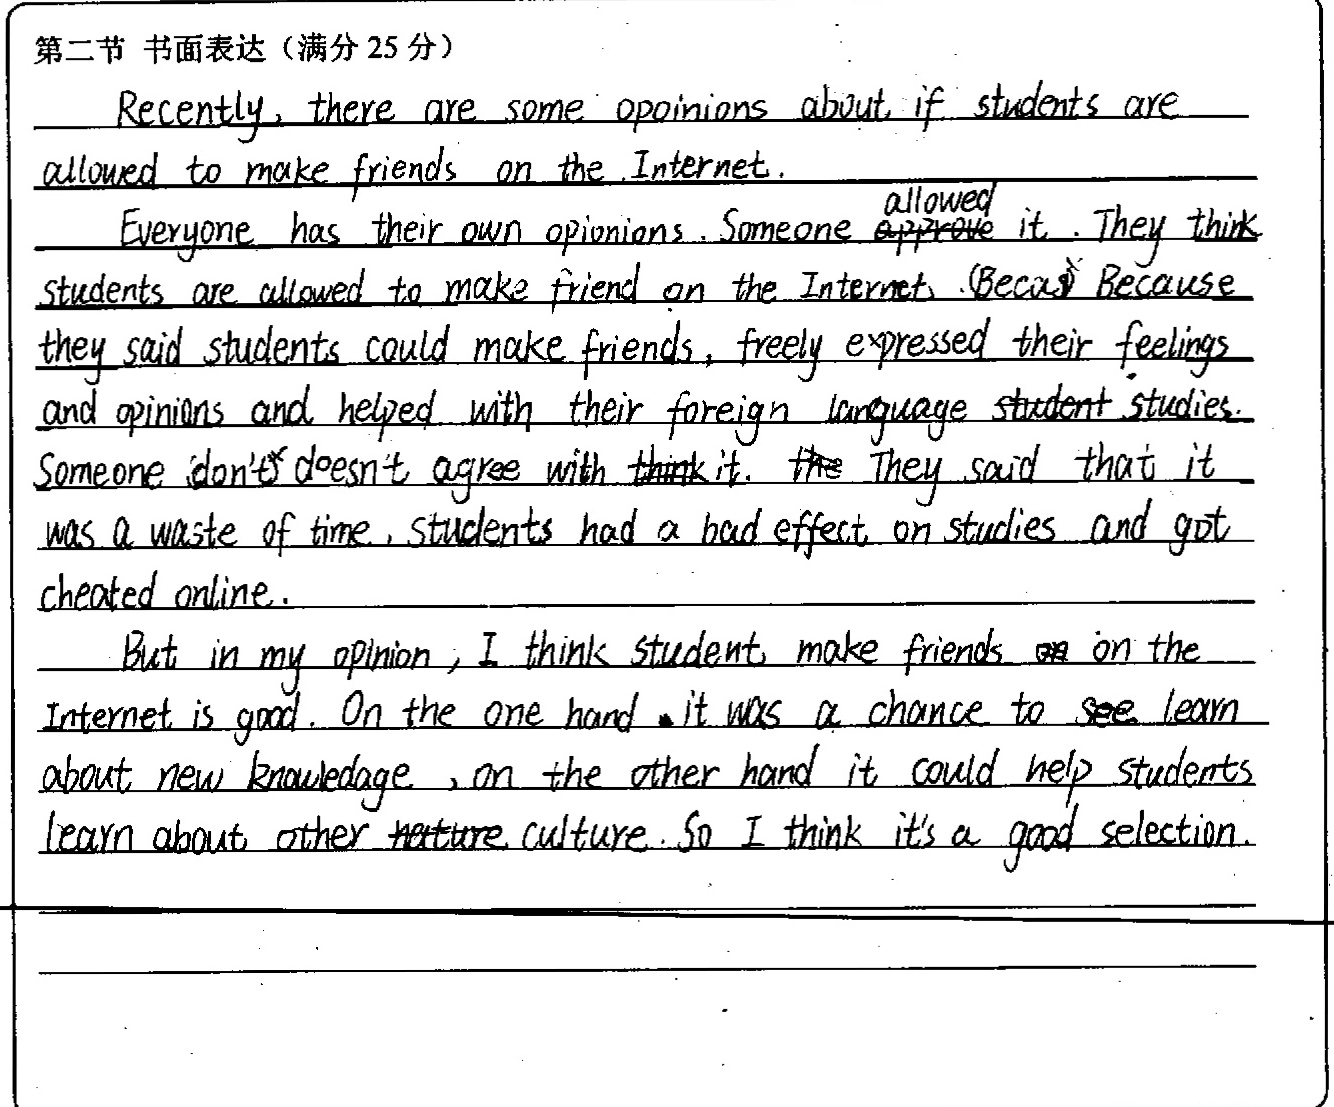 第二节 书面表达（满分 25 分）
Recently, there are some opoinions about if students are
allowed to make friends on the Internet.
allowed
Everyone has their own opionions. Someone approve it. They think
students are allowed to make friend on the Internet. (Becaus Because
they said students could make friends, freely expressed their feelings
and opinions and helped with their foreign language student studies.
Someone don't doesn't agree with think it. the They said that it
was a waste of time, students had a bad effect on studies and got
cheated online.
But in my opinion, I think student make friends on on the
Internet is good. On the one hand it was a chance to see learn
about new knowledage, on the other hand it could help students
learn about other nature culture. So I think it's a good selection.